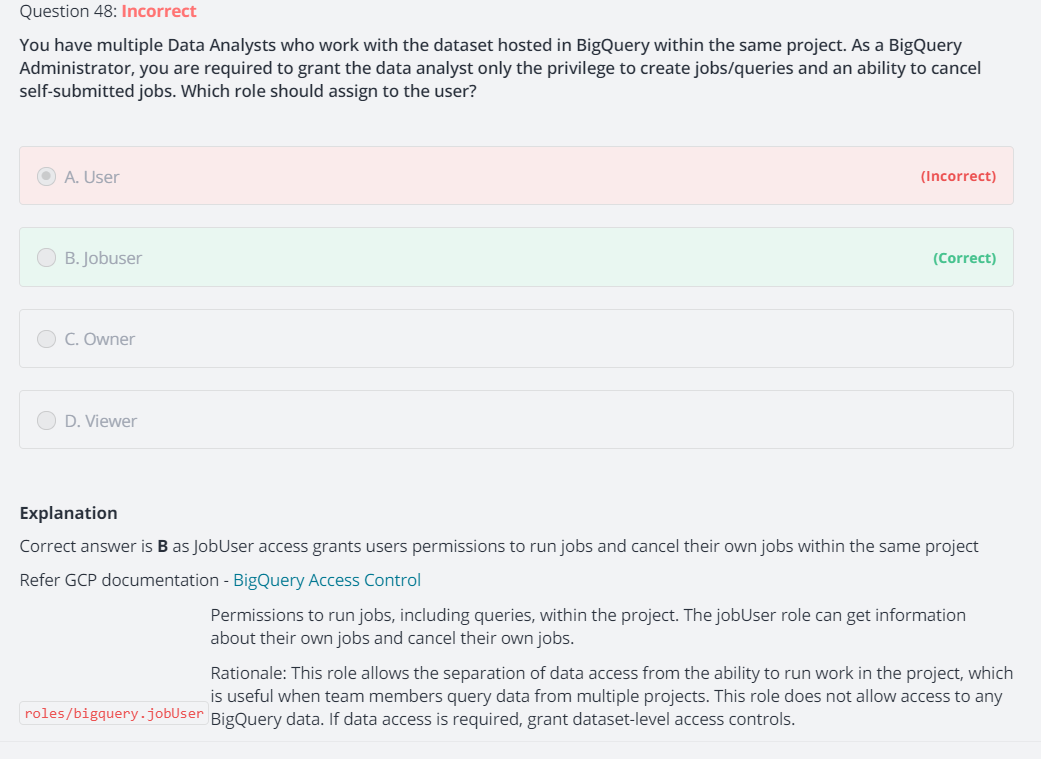 Question 48: Incorrect
You have multiple Data Analysts who work with the dataset hosted in BigQuery within the same project. As a BigQuery
Administrator, you are required to grant the data analyst only the privilege to create jobs/queries and an ability to cancel
self-submitted jobs. Which role should assign to the user?
A. User (Incorrect)
B. Jobuser (Correct)
C. Owner
D. Viewer
Explanation
Correct answer is B as JobUser access grants users permissions to run jobs and cancel their own jobs within the same project
Refer GCP documentation - BigQuery Access Control
Permissions to run jobs, including queries, within the project. The jobUser role can get information
about their own jobs and cancel their own jobs.
Rationale: This role allows the separation of data access from the ability to run work in the project, which
is useful when team members query data from multiple projects. This role does not allow access to any
roles/bigquery.jobUser BigQuery data. If data access is required, grant dataset-level access controls.